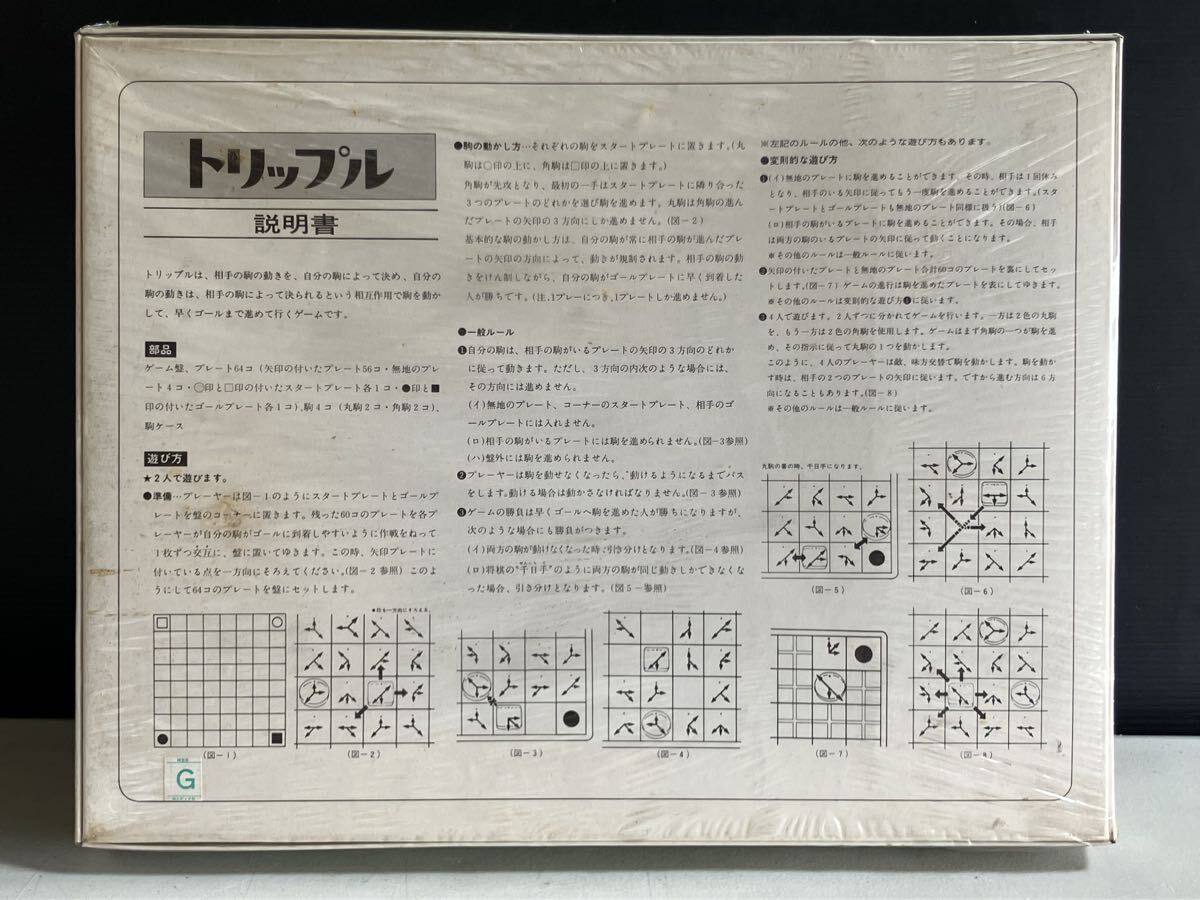 トリップル
説明書
トリップルは、相手の駒の動きを、自分の駒によって決め、自分の
駒の動きは、相手の駒によって決られるという相互作用で駒を動か
して、早くゴールまで進めて行くゲームです。
部品
ゲーム盤、プレート64コ(矢印の付いたプレート56コ・無地のプレ
ート4コ・○印と□印の付いたスタートプレート各1コ・●印と■
印の付いたゴールプレート各1コ)、駒4コ(丸駒2コ・角駒2コ)、
駒ケース
遊び方
★2人で遊びます。
●準備…プレーヤーは図-1のようにスタートプレートとゴールプ
レートを盤のコーナーに置きます。残った60コのプレートを各プ
レーヤーが自分の駒がゴールに到着しやすいように作戦をねって
1枚ずつ交互に、盤に置いてゆきます。この時、矢印プレートに
付いている点を一方向にそろえてください。(図-2参照)このよ
うにして64コのプレートを盤にセットします。
●駒の動かし方…それぞれの駒をスタートプレートに置きます。(丸
駒は○印の上に、角駒は□印の上に置きます。)
角駒が先攻となり、最初の一手はスタートプレートに隣り合った
3つのプレートのどれかを選び駒を進めます。丸駒は角駒の進ん
だプレートの矢印の3方向にしか進めません。(図-2)
基本的な駒の動かし方は、自分の駒が常に相手の駒が進んだプレ
ートの矢印の方向によって、動きが規制されます。相手の駒の動
きをけん制しながら、自分の駒がゴールプレートに早く到着した
人が勝ちです。(注、1プレーにつき、1プレートしか進めません。)
●一般ルール
❶自分の駒は、相手の駒がいるプレートの矢印の3方向のどれか
に従って動きます。ただし、3方向の内次のような場合には、
その方向には進めません。
(イ)無地のプレート、コーナーのスタートプレート、相手のゴ
ールプレートには入れません。
(ロ)相手の駒がいるプレートには駒を進められません。(図-3参照)
(ハ)盤外には駒を進めません。
❷プレーヤーは駒を動せなくなったら、動けるようになるまでパス
をします。動ける場合は動かさなければなりません。(図-3参照)
❸ゲームの勝負は早くゴールへ駒を進めた人が勝ちになりますが、
次のような場合にも勝負がつきます。
(イ)両方の駒が動けなくなった時、引き分けとなります。(図-4参照)
(ロ)将棋の“千日手”のように両方の駒が同じ動きしかできなくな
った場合、引き分けとなります。(図5-参照)
※左記のルールの他、次のような遊び方もあります。
●変則的な遊び方
❶(イ)無地のプレートに駒を進めることができます。その時、相手は1回休み
となり、相手のいる矢印に従ってもう一度駒を進めることができます。(スタ
ートプレートとゴールプレートも無地のプレート同様に扱う)(図-6)
(ロ)相手の駒がいるプレートに駒を進めることができます。その場合、相手
は両方の駒のいるプレートの矢印に従って動くことになります。
※その他のルールは一般ルールに従います。
❷矢印の付いたプレートと無地のプレート合計60コのプレートを裏にしてセッ
トします。(図-7)ゲームの進行は駒を進めたプレートを表にしてゆきます。
※その他のルールは変則的な遊び方❶に従います。
❸4人で遊びます。2人ずつに分かれてゲームを行います。一方は2色の丸駒
を、もう一方は2色の角駒を使用します。ゲームはまず角駒の一つが駒を進
め、その指示に従って丸駒の1つを動かします。
このように、4人のプレーヤーは敵、味方交替で駒を動かします。駒を動か
す時は、相手の2つのプレートの矢印に従います。ですから進む方向は6方
向になることもあります。(図-8)
※その他のルールは一般ルールに従います。
丸駒の番の時、千日手になります。
(図-5)
(図-6)
★印も一方向にそろえる。
(図-1)
(図-2)
(図-3)
(図-4)
(図-7)
(図-8)
G